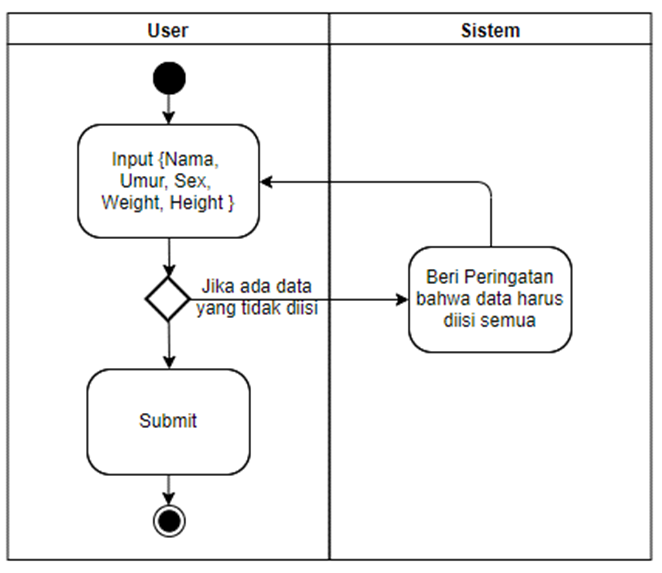 User
Sistem
Input {Nama,
Umur, Sex,
Weight, Height }
Jika ada data
yang tidak diisi
Beri Peringatan
bahwa data harus
diisi semua
Submit